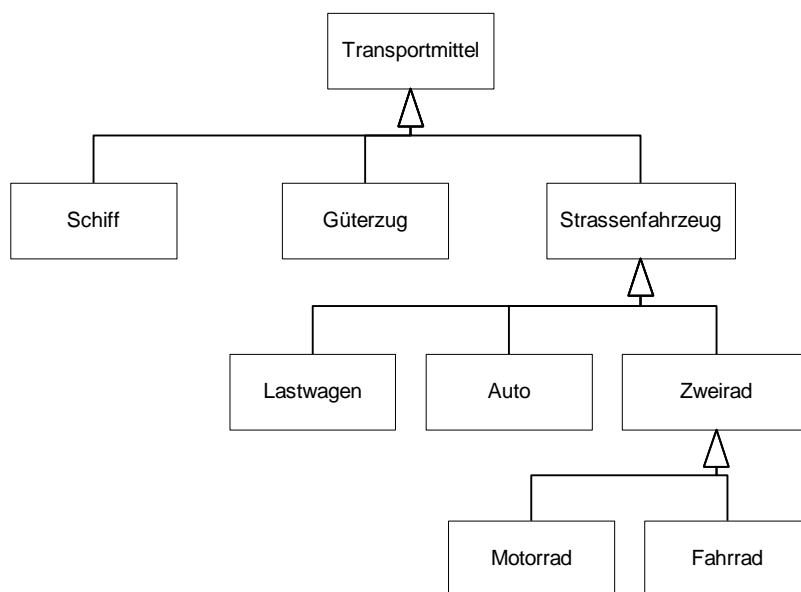 Transportmittel
Schiff
Güterzug
Strassenfahrzeug
Lastwagen
Auto
Zweirad
Motorrad
Fahrrad